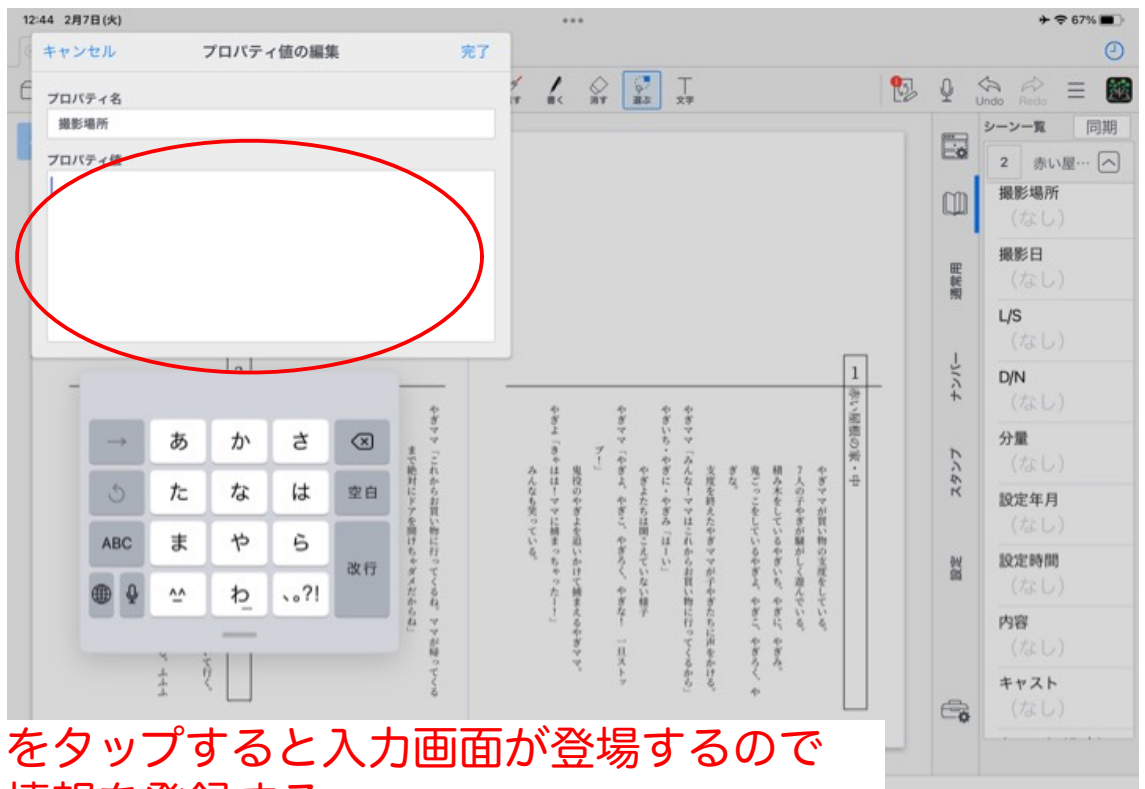 12:44 2月7日(火)
67%
キャンセル プロパティ値の編集 完了
プロパティ名
撮影場所
プロパティ値
書く 消す 選ぶ 文字
Undo Redo
シーン一覧 同期
2 赤い屋…
撮影場所
(なし)
撮影日
(なし)
L/S
(なし)
D/N
(なし)
分量
(なし)
設定年月
(なし)
設定時間
(なし)
内容
(なし)
キャスト
(なし)
通常用
ナンバー
スタンプ
設定
1 赤い屋根の家・中
やぎママが買い物の支度をしている。
7人の子やぎが騒がしく遊んでいる。
積み木をしているやぎいち、やぎに、やぎみ。
鬼ごっこをしているやぎよ、やぎご、やぎろく、や
ぎな。
支度を終えたやぎママが子やぎたちに声をかける。
やぎママ「みんな!ママはこれからお買い物に行ってくるから」
やぎいち・やぎに・やぎみ「はーい」
やぎよたちは聞こえていない様子
やぎママ「やぎよ、やぎご、やぎろく、やぎな! 一旦ストッ
プ!」
鬼役のやぎよを追いかけて捕まえるやぎママ。
やぎよ「きゃはは!ママに捕まっちゃったー!」
みんなも笑っている。
やぎママ「これからお買い物に行ってくるね。ママが帰ってくる
まで絶対にドアを開けちゃダメだからね」
て行く。
ふふふ
→ あ か さ
た な は 空白
ABC ま や ら 改行
^^ わ 、。?!
をタップすると入力画面が登場するので